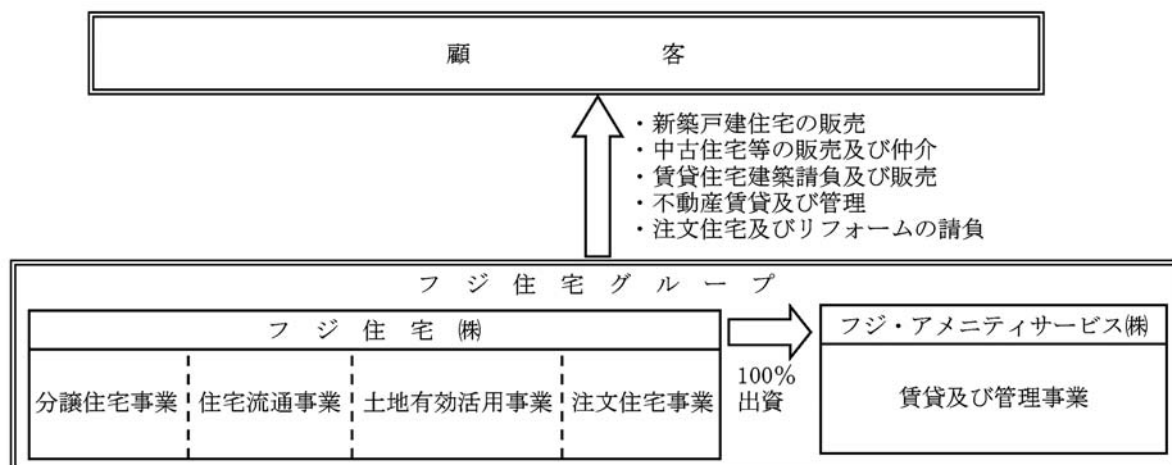 顧客
・新築戸建住宅の販売
・中古住宅等の販売及び仲介
・賃貸住宅建築請負及び販売
・不動産賃貸及び管理
・注文住宅及びリフォームの請負
フジ住宅グループ
フジ住宅㈱
分譲住宅事業
住宅流通事業
土地有効活用事業
注文住宅事業
100%
出資
フジ・アメニティサービス㈱
賃貸及び管理事業